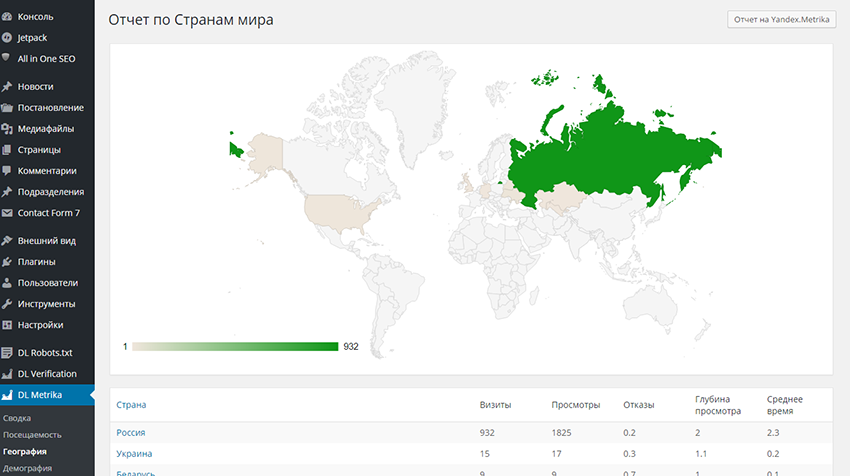 Консоль
Jetpack
All in One SEO
Новости
Постановление
Медиафайлы
Страницы
Комментарии
Подразделения
Contact Form 7
Внешний вид
Плагины
Пользователи
Инструменты
Настройки
DL Robots.txt
DL Verification
DL Metrika
Сводка
Посещаемость
География
Демография
Отчет по Странам мира
Отчет на Yandex.Metrika
1 932
Страна Визиты Просмотры Отказы Глубина просмотра Среднее время
Россия 932 1825 0.2 2 2.3
Украина 15 17 0.3 1.1 0.2
Беларусь 9 9 0.7 1 0.1